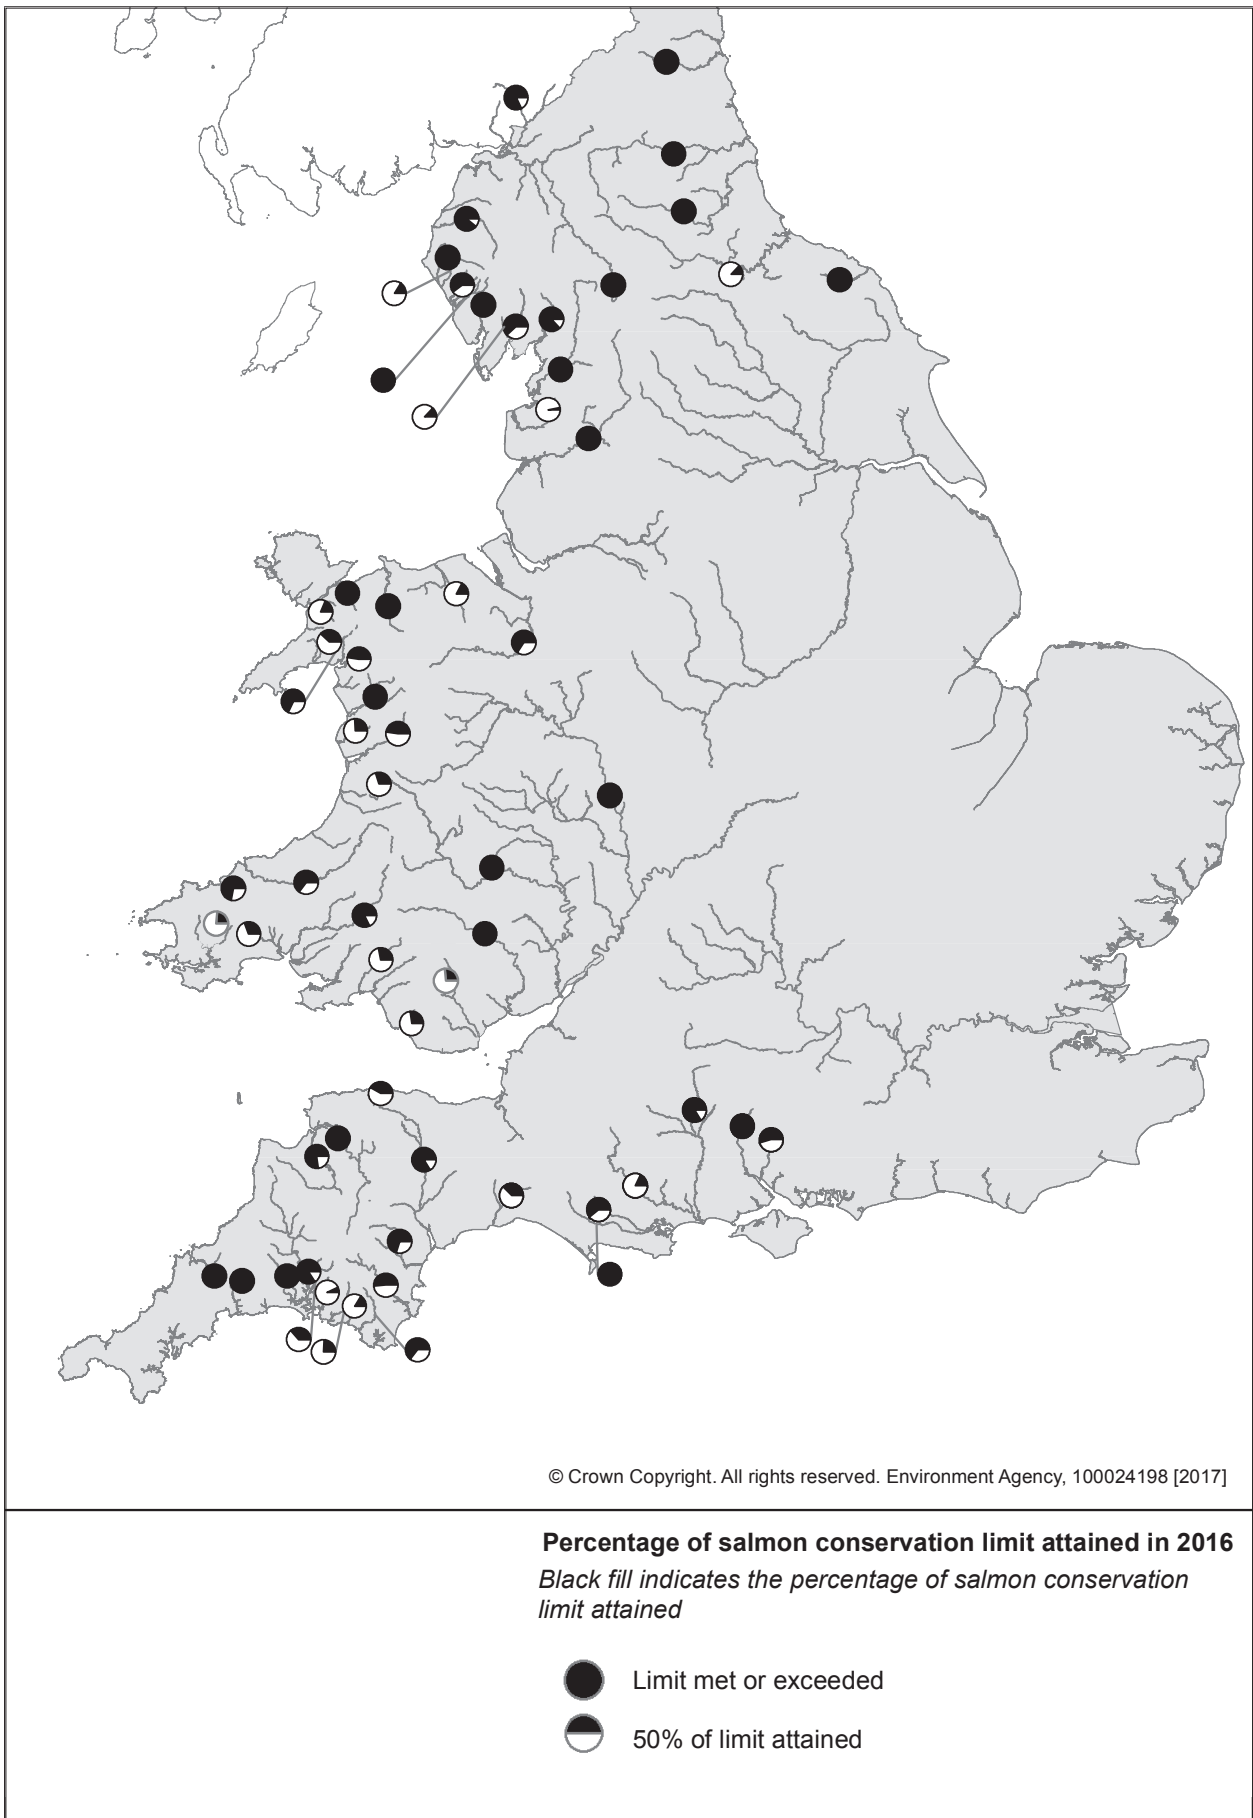 © Crown Copyright. All rights reserved. Environment Agency, 100024198 [2017]
Percentage of salmon conservation limit attained in 2016
Black fill indicates the percentage of salmon conservation
limit attained
Limit met or exceeded
50% of limit attained